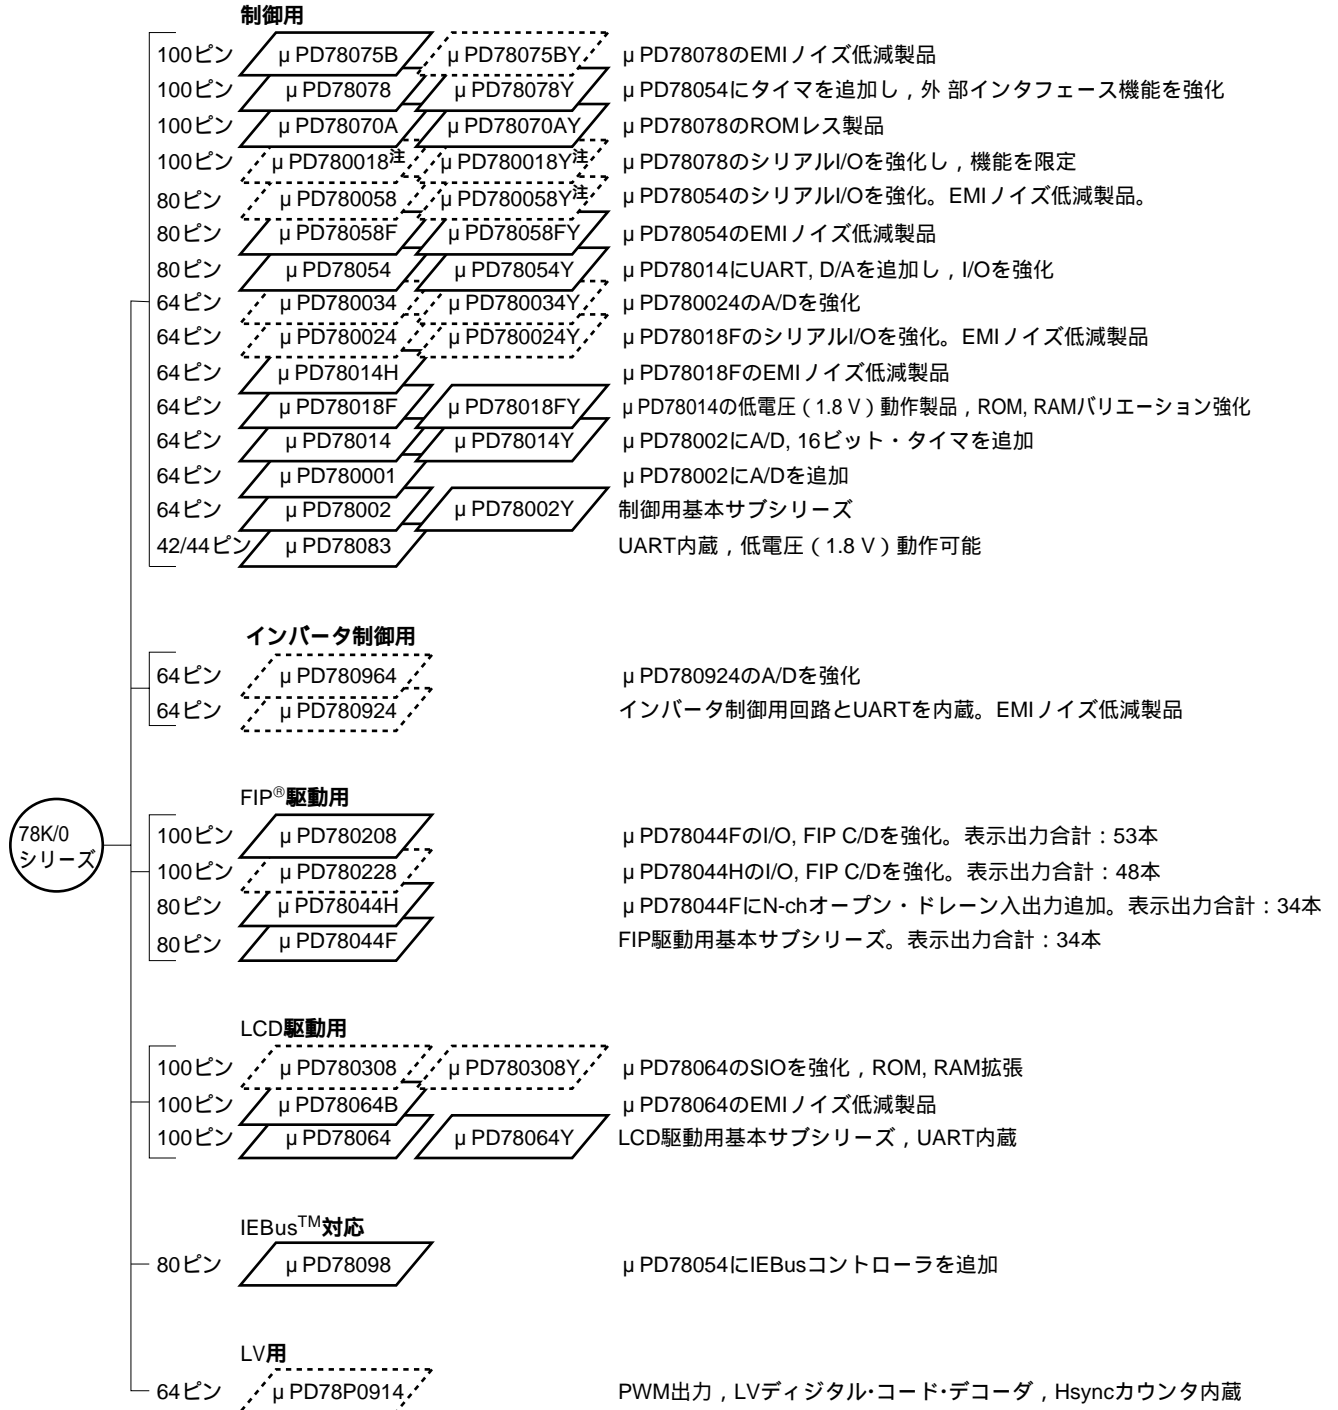 制御用
100ピン μPD78075B μPD78075BY μPD78078のEMIノイズ低減製品
100ピン μPD78078 μPD78078Y μPD78054にタイマを追加し，外 部インタフェース機能を強化
100ピン μPD78070A μPD78070AY μPD78078のROMレス製品
100ピン μPD780018注 μPD780018Y注 μPD78078のシリアルI/Oを強化し，機能を限定
80ピン μPD780058 μPD780058Y注 μPD78054のシリアルI/Oを強化。EMIノイズ低減製品。
80ピン μPD78058F μPD78058FY μPD78054のEMIノイズ低減製品
80ピン μPD78054 μPD78054Y μPD78014にUART, D/Aを追加し，I/Oを強化
64ピン μPD780034 μPD780034Y μPD780024のA/Dを強化
64ピン μPD780024 μPD780024Y μPD78018FのシリアルI/Oを強化。EMIノイズ低減製品
64ピン μPD78014H μPD78018FのEMIノイズ低減製品
64ピン μPD78018F μPD78018FY μPD78014の低電圧（1.8 V）動作製品，ROM, RAMバリエーション強化
64ピン μPD78014 μPD78014Y μPD78002にA/D, 16ビット・タイマを追加
64ピン μPD780001 μPD78002にA/Dを追加
64ピン μPD78002 μPD78002Y 制御用基本サブシリーズ
42/44ピン μPD78083 UART内蔵，低電圧（1.8 V）動作可能
インバータ制御用
64ピン μPD780964 μPD780924のA/Dを強化
64ピン μPD780924 インバータ制御用回路とUARTを内蔵。EMIノイズ低減製品
78K/0
シリーズ
FIP®駆動用
100ピン μPD780208 μPD78044FのI/O, FIP C/Dを強化。表示出力合計：53本
100ピン μPD780228 μPD78044HのI/O, FIP C/Dを強化。表示出力合計：48本
80ピン μPD78044H μPD78044FにN-chオープン・ドレーン入出力追加。表示出力合計：34本
80ピン μPD78044F FIP駆動用基本サブシリーズ。表示出力合計：34本
LCD駆動用
100ピン μPD780308 μPD780308Y μPD78064のSIOを強化，ROM, RAM拡張
100ピン μPD78064B μPD78064のEMIノイズ低減製品
100ピン μPD78064 μPD78064Y LCD駆動用基本サブシリーズ，UART内蔵
IEBus™対応
80ピン μPD78098 μPD78054にIEBusコントローラを追加
LV用
64ピン μPD78P0914 PWM出力，LVディジタル・コード・デコーダ，Hsyncカウンタ内蔵